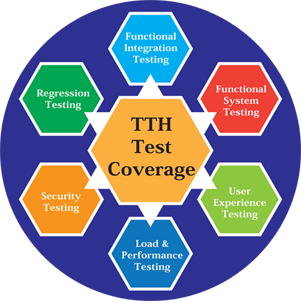 Functional
Integration
Testing
Regression
Testing
Functional
System
Testing
TTH
Test
Coverage
Security
Testing
User
Experience
Testing
Load &
Performance
Testing